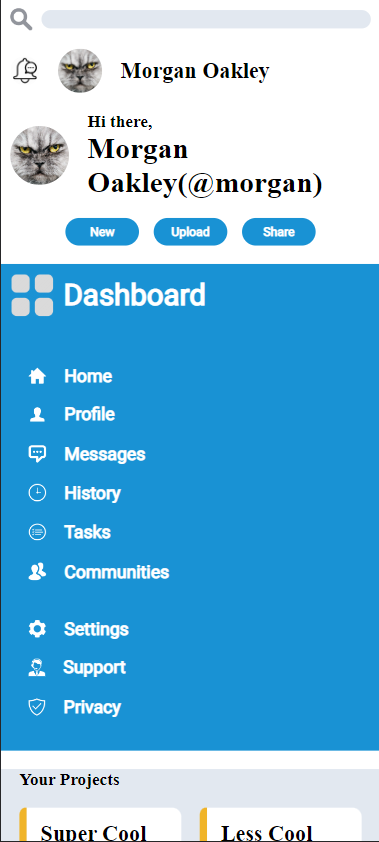 Morgan Oakley
Hi there,
Morgan
Oakley(@morgan)
New Upload Share
Dashboard
Home
Profile
Messages
History
Tasks
Communities
Settings
Support
Privacy
Your Projects
Super Cool Less Cool